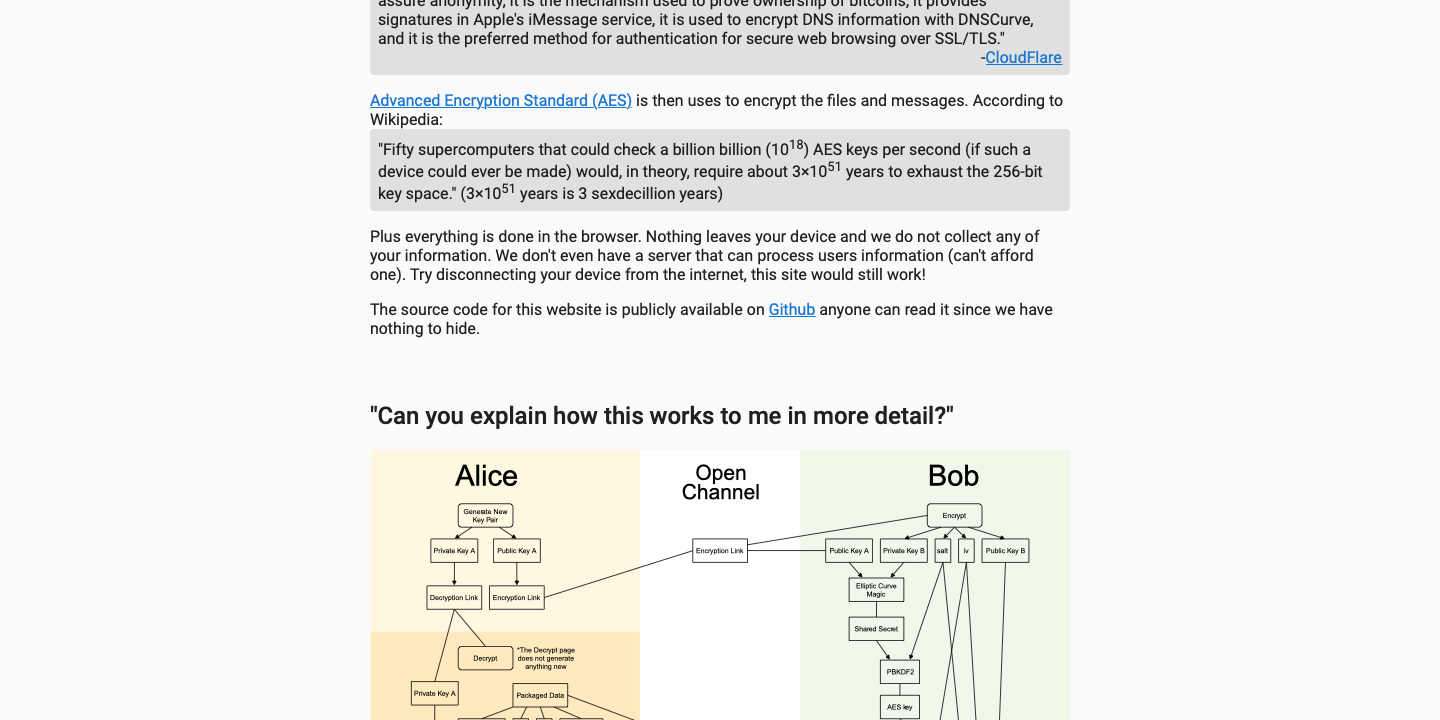 assure anonymity, it is the mechanism used to prove ownership of bitcoins, it provides
signatures in Apple's iMessage service, it is used to encrypt DNS information with DNSCurve,
and it is the preferred method for authentication for secure web browsing over SSL/TLS."
-CloudFlare
Advanced Encryption Standard (AES) is then uses to encrypt the files and messages. According to
Wikipedia:
"Fifty supercomputers that could check a billion billion (10^18) AES keys per second (if such a
device could ever be made) would, in theory, require about 3×10^51 years to exhaust the 256-bit
key space." (3×10^51 years is 3 sexdecillion years)
Plus everything is done in the browser. Nothing leaves your device and we do not collect any of
your information. We don't even have a server that can process users information (can't afford
one). Try disconnecting your device from the internet, this site would still work!
The source code for this website is publicly available on Github anyone can read it since we have
nothing to hide.
"Can you explain how this works to me in more detail?"
Alice
Open
Channel
Bob
Generate New
Key Pair
Encrypt
Private Key A
Public Key A
Encryption Link
Public Key A
Private Key B
salt
iv
Public Key B
Decryption Link
Encryption Link
Elliptic Curve
Magic
Shared Secret
Decrypt
*The Decrypt page
does not generate
anything new
PBKDF2
Private Key A
Packaged Data
AES key